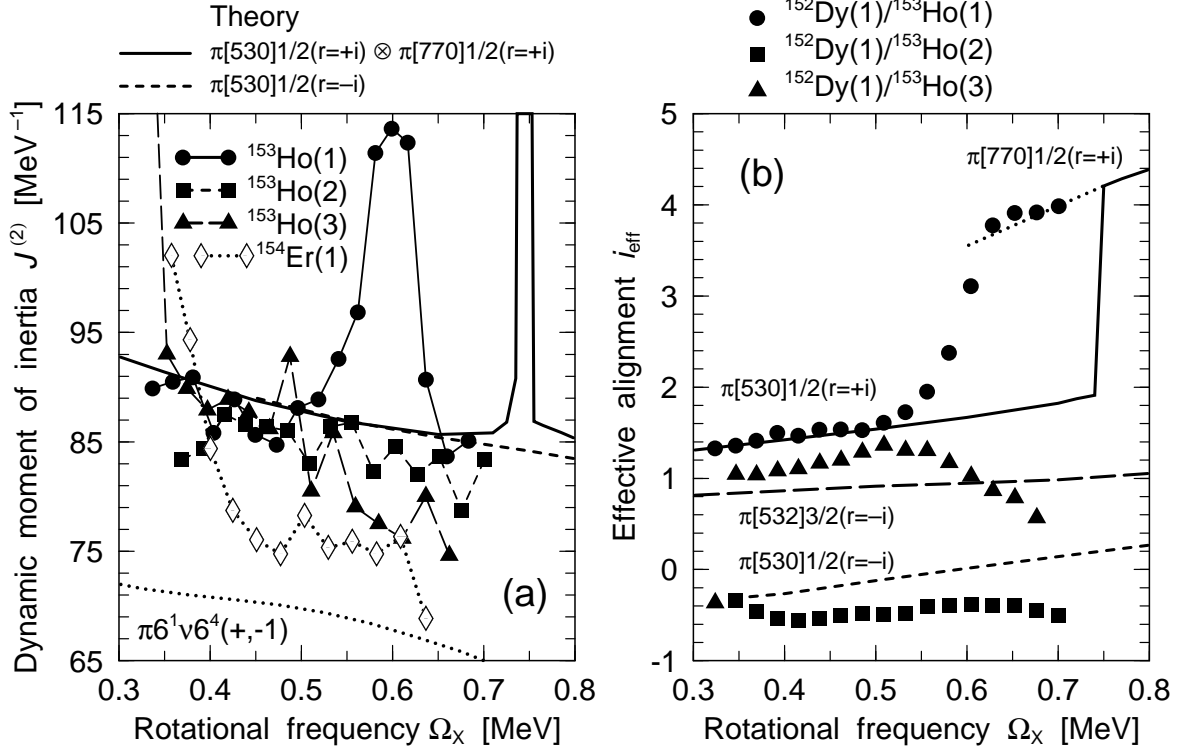 Theory
π[530]1/2(r=+i) ⊗ π[770]1/2(r=+i)
π[530]1/2(r=–i)
Dynamic moment of inertia J⁽²⁾ [MeV⁻¹]
115
105
95
85
75
65
¹⁵³Ho(1)
¹⁵³Ho(2)
¹⁵³Ho(3)
¹⁵⁴Er(1)
(a)
π6¹ν6⁴(+,-1)
0.3 0.4 0.5 0.6 0.7 0.8
Rotational frequency Ωₓ [MeV]
¹⁵²Dy(1)/¹⁵³Ho(1)
¹⁵²Dy(1)/¹⁵³Ho(2)
¹⁵²Dy(1)/¹⁵³Ho(3)
Effective alignment i_eff
5
4
3
2
1
0
-1
(b)
π[770]1/2(r=+i)
π[530]1/2(r=+i)
π[532]3/2(r=–i)
π[530]1/2(r=–i)
0.3 0.4 0.5 0.6 0.7 0.8
Rotational frequency Ωₓ [MeV]